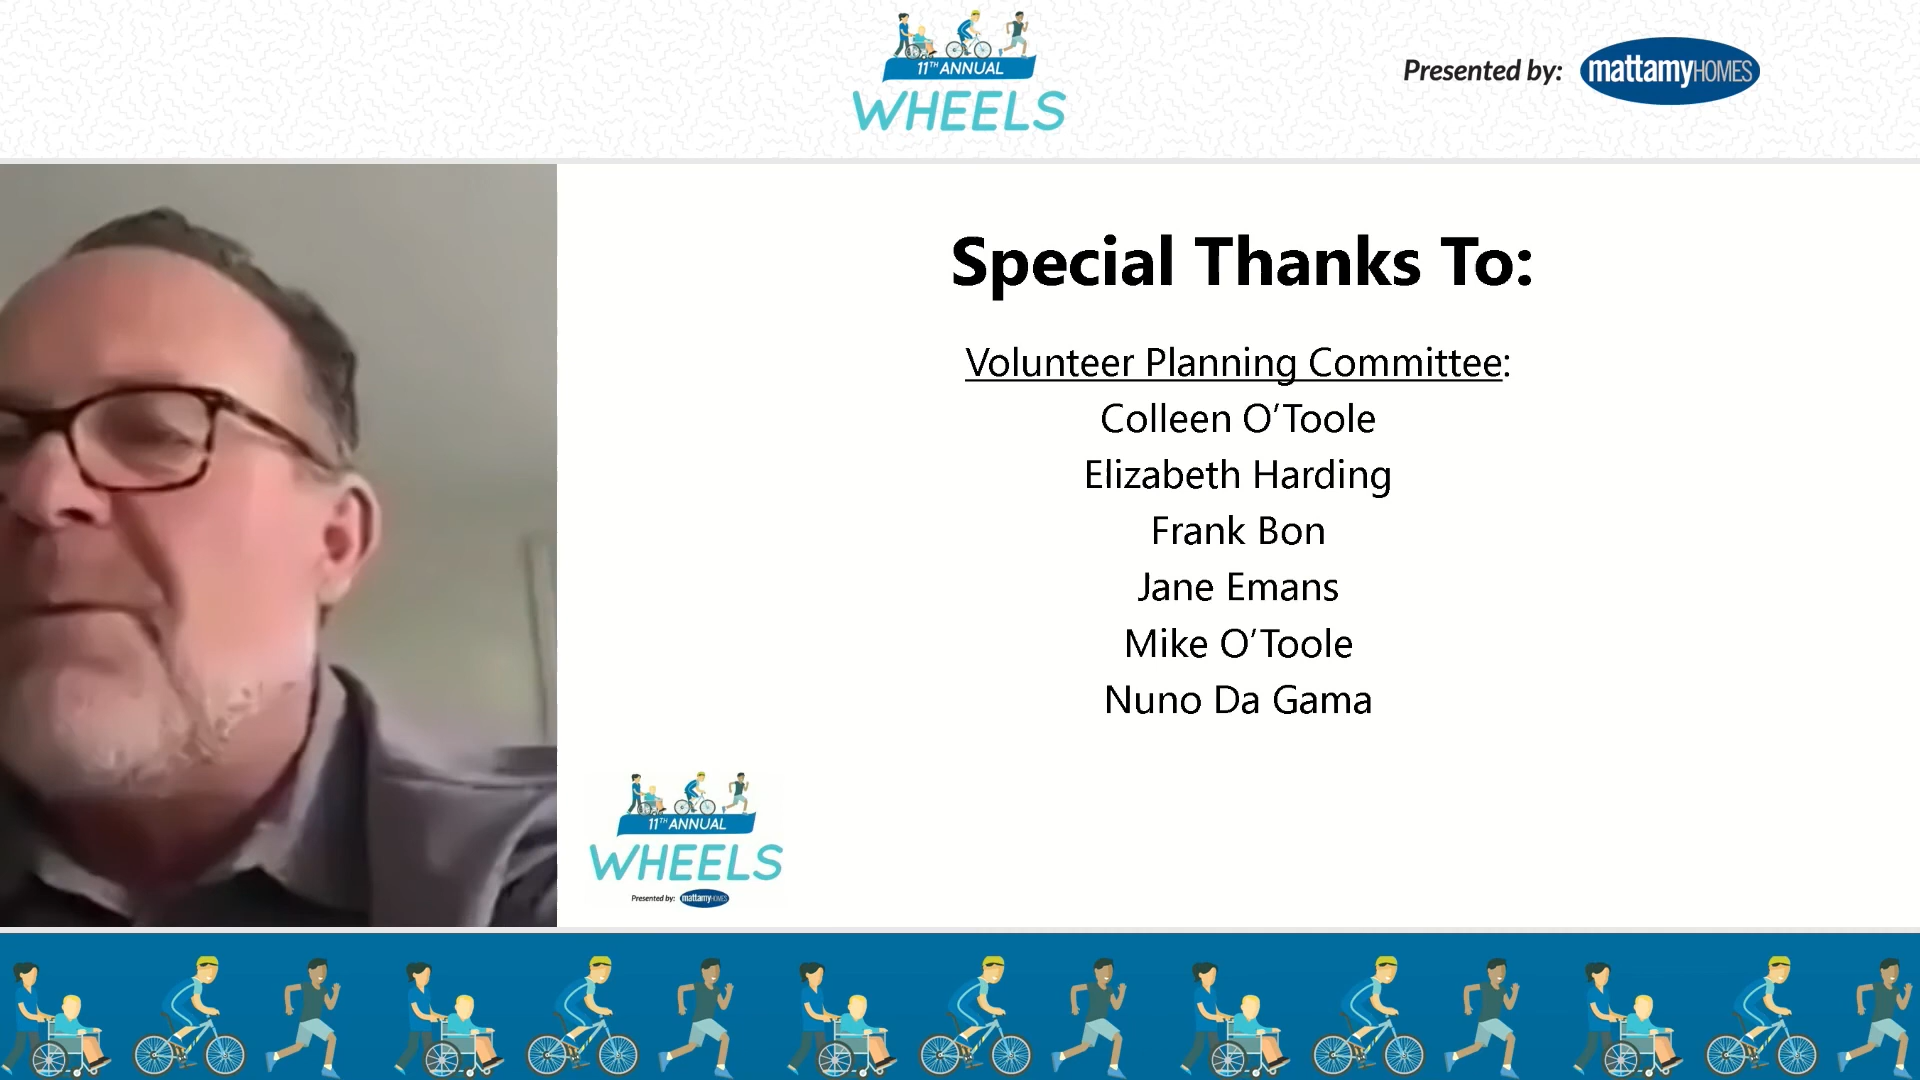 11TH ANNUAL
WHEELS
Presented by: mattamyHOMES
Special Thanks To:
Volunteer Planning Committee:
Colleen O’Toole
Elizabeth Harding
Frank Bon
Jane Emans
Mike O’Toole
Nuno Da Gama
11TH ANNUAL
WHEELS
Presented by: mattamyHOMES